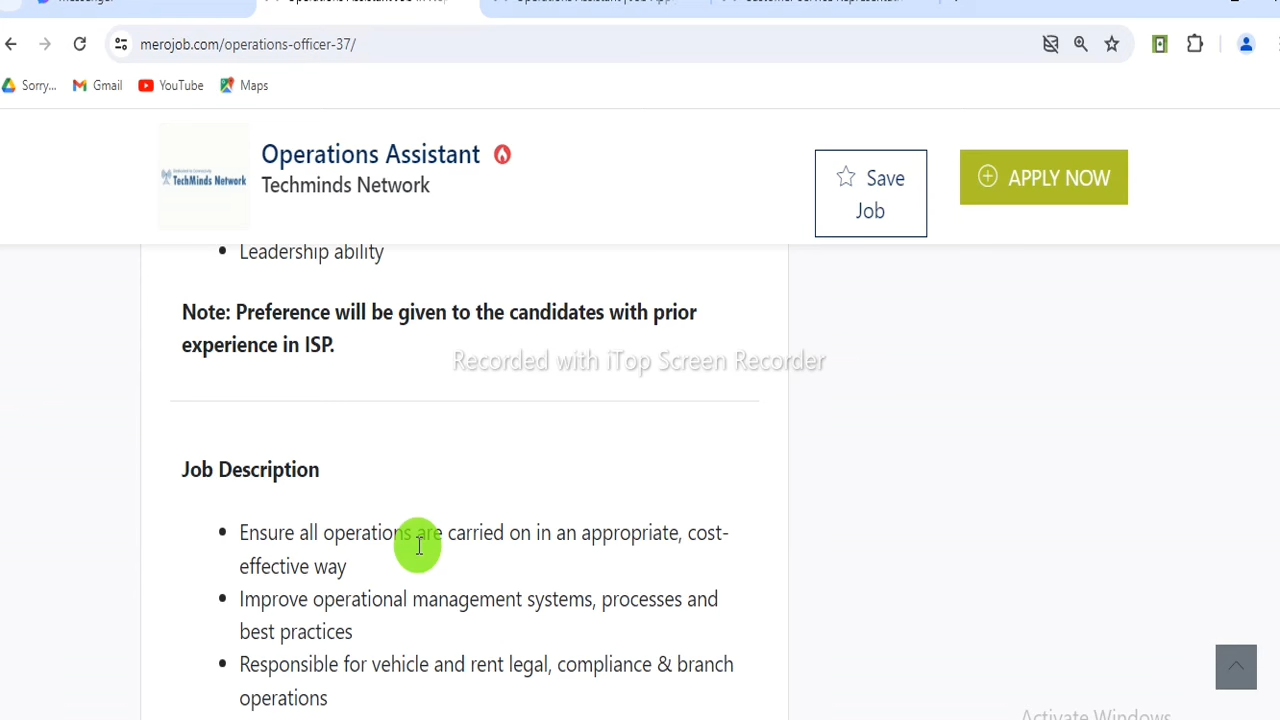 merojob.com/operations-officer-37/
Sorry... Gmail YouTube Maps
TechMinds Network
Operations Assistant
Techminds Network
Save
Job
APPLY NOW
Leadership ability
Note: Preference will be given to the candidates with prior
experience in ISP.
Recorded with iTop Screen Recorder
Job Description
Ensure all operations are carried on in an appropriate, cost-
effective way
Improve operational management systems, processes and
best practices
Responsible for vehicle and rent legal, compliance & branch
operations
Activate Windows